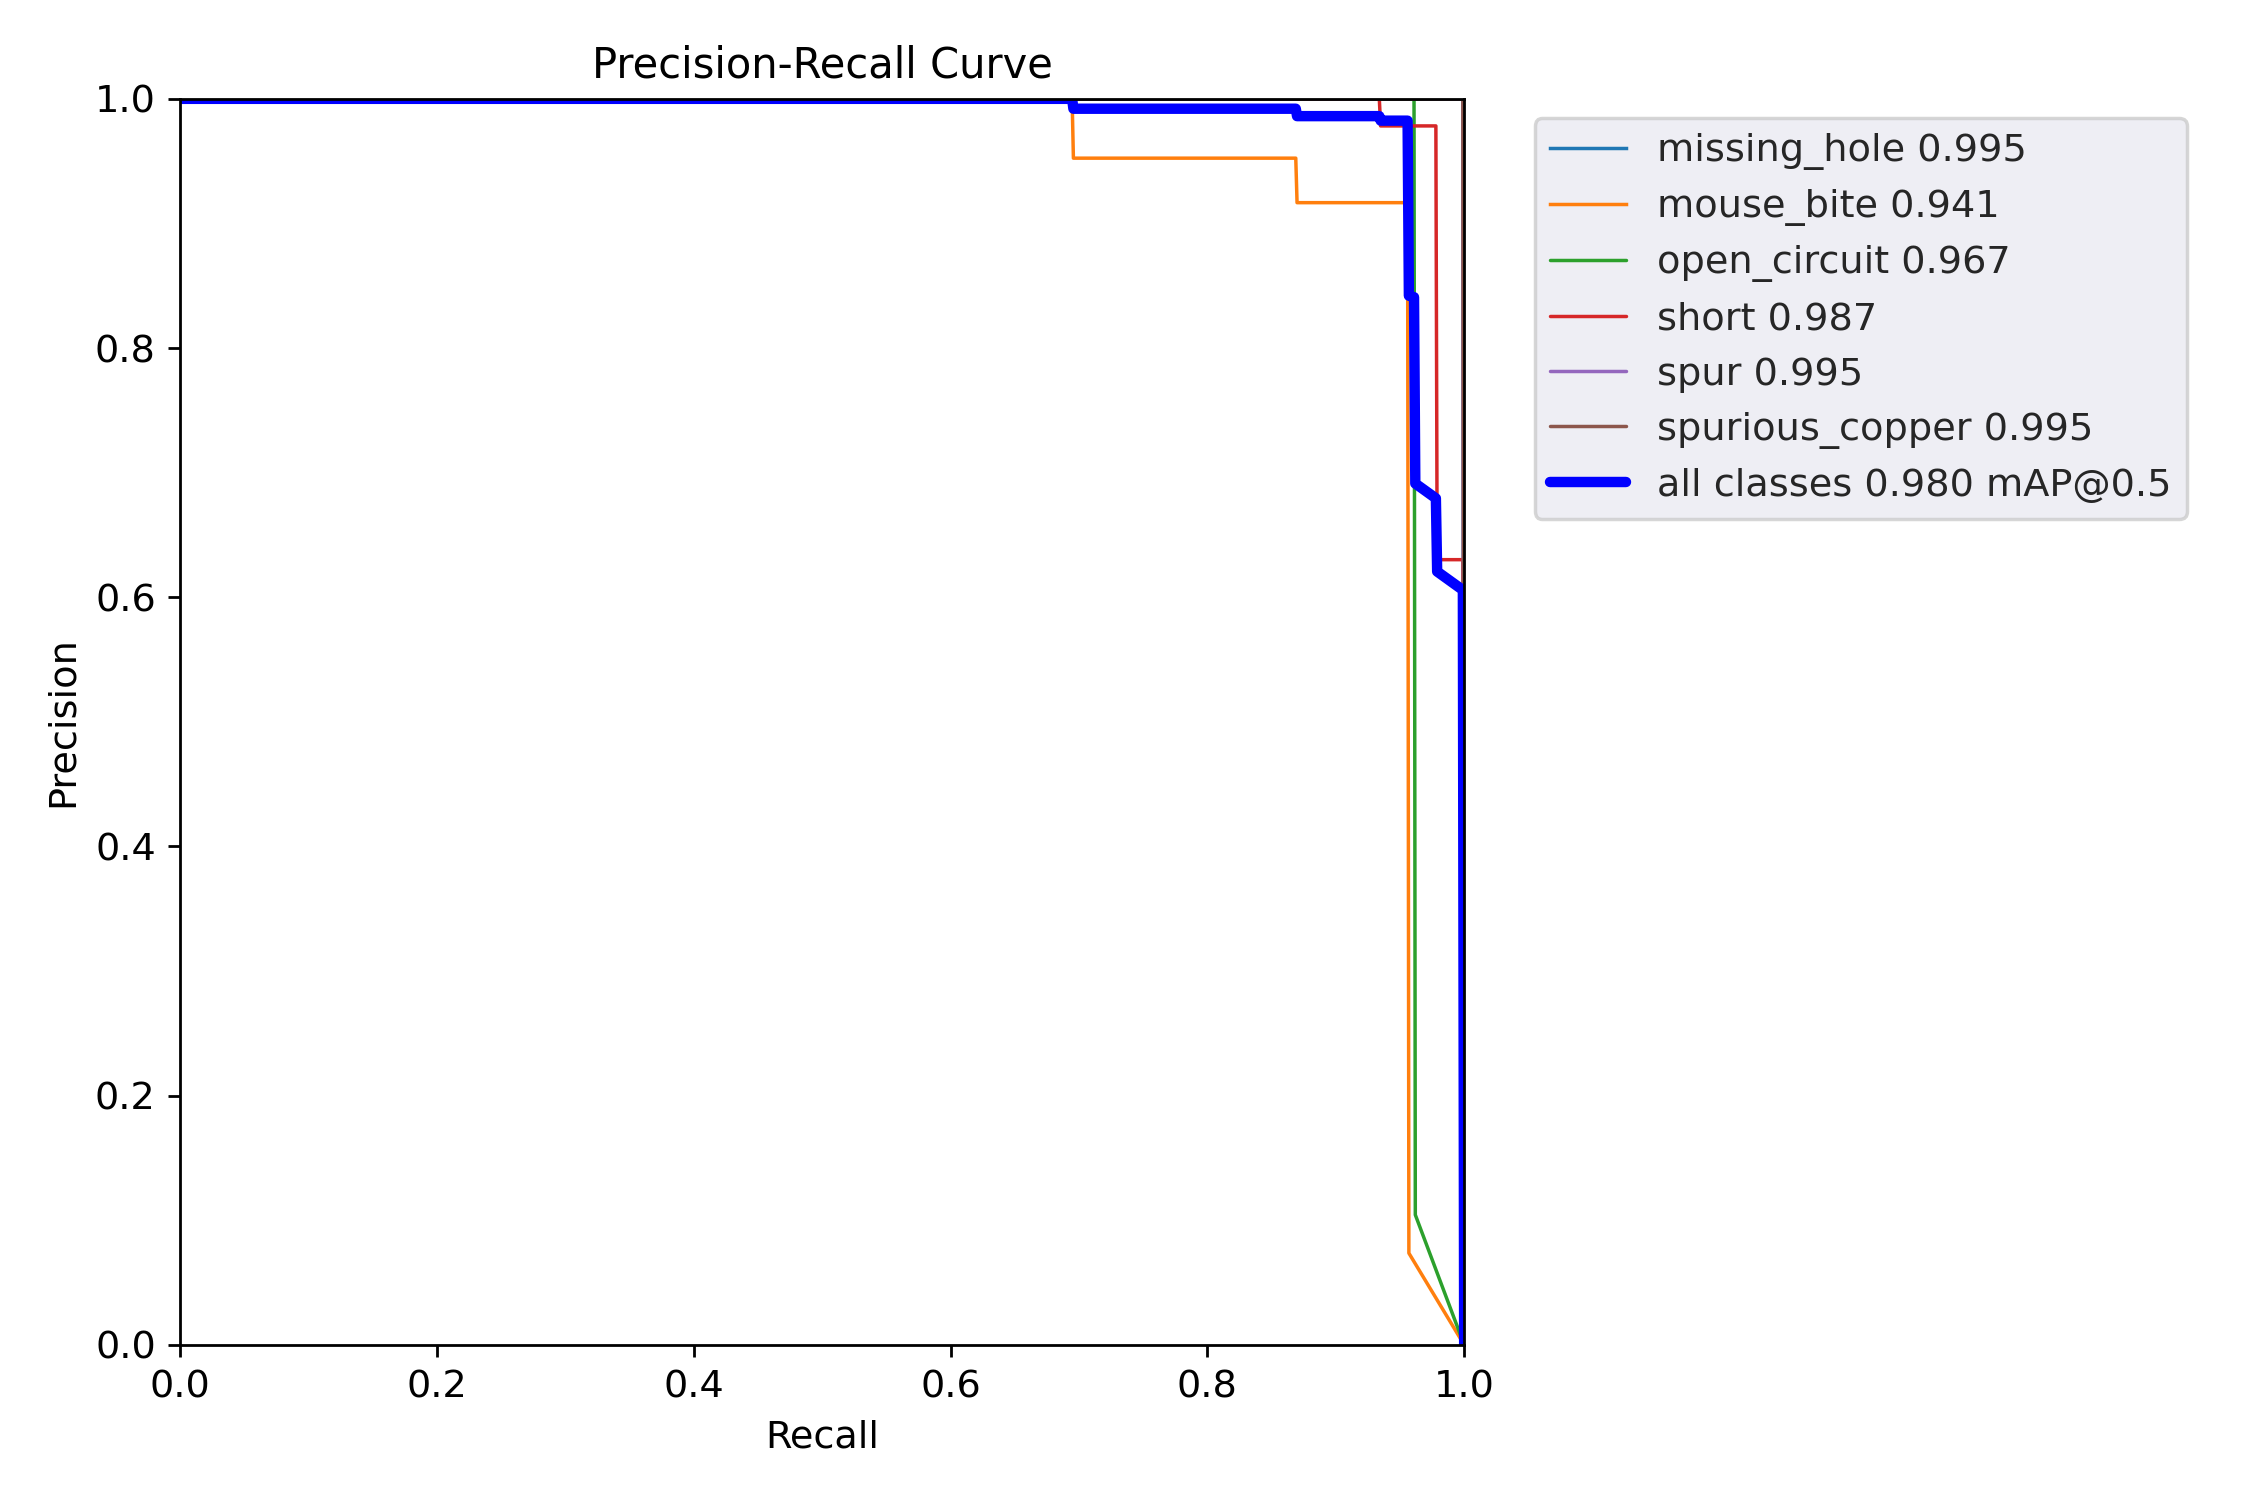 Precision-Recall Curve
1.0
0.8
0.6
0.4
0.2
0.0
Precision
0.0 0.2 0.4 0.6 0.8 1.0
Recall
missing_hole 0.995
mouse_bite 0.941
open_circuit 0.967
short 0.987
spur 0.995
spurious_copper 0.995
all classes 0.980 mAP@0.5